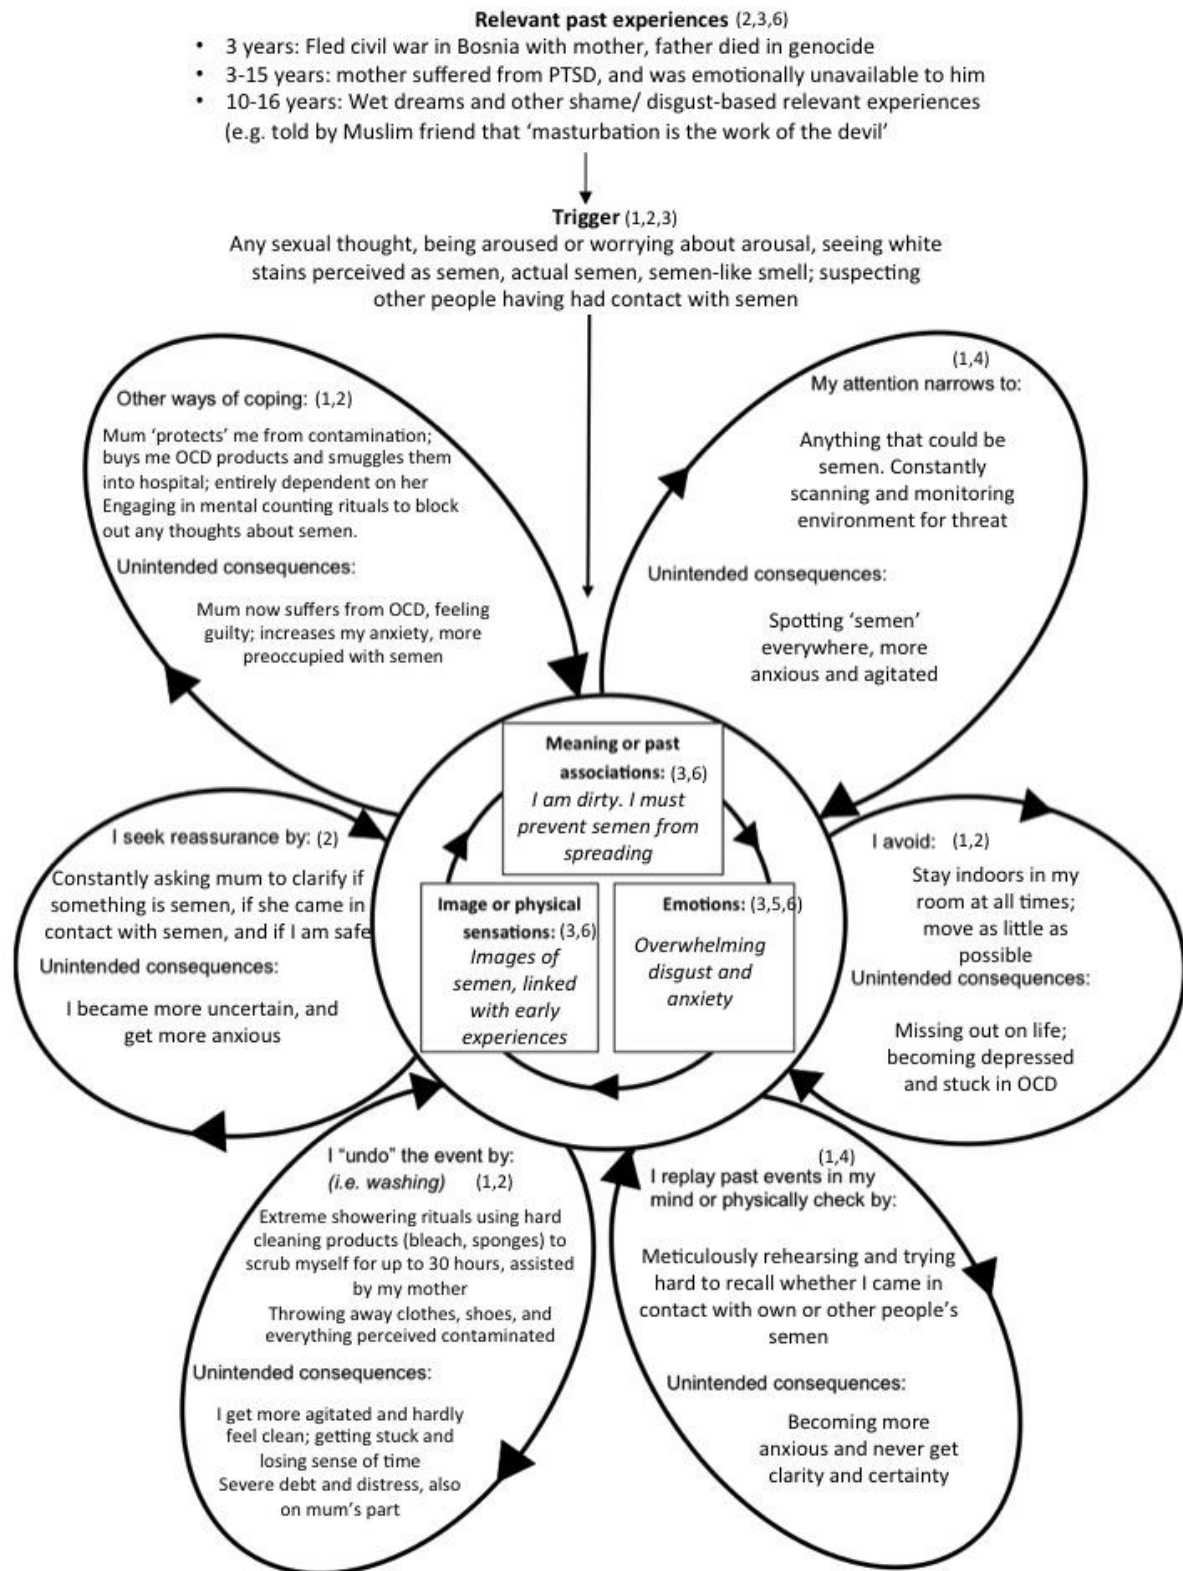 Relevant past experiences (2,3,6)
• 3 years: Fled civil war in Bosnia with mother, father died in genocide
• 3-15 years: mother suffered from PTSD, and was emotionally unavailable to him
• 10-16 years: Wet dreams and other shame/ disgust-based relevant experiences
(e.g. told by Muslim friend that ‘masturbation is the work of the devil’
Trigger (1,2,3)
Any sexual thought, being aroused or worrying about arousal, seeing white
stains perceived as semen, actual semen, semen-like smell; suspecting
other people having had contact with semen
Other ways of coping: (1,2)
Mum ‘protects’ me from contamination;
buys me OCD products and smuggles them
into hospital; entirely dependent on her
Engaging in mental counting rituals to block
out any thoughts about semen.
Unintended consequences:
Mum now suffers from OCD, feeling
guilty; increases my anxiety, more
preoccupied with semen
(1,4)
My attention narrows to:
Anything that could be
semen. Constantly
scanning and monitoring
environment for threat
Unintended consequences:
Spotting ‘semen’
everywhere, more
anxious and agitated
Meaning or past
associations: (3,6)
I am dirty. I must
prevent semen from
spreading
Image or physical
sensations: (3,6)
Images of
semen, linked
with early
experiences
Emotions: (3,5,6)
Overwhelming
disgust and
anxiety
I seek reassurance by: (2)
Constantly asking mum to clarify if
something is semen, if she came in
contact with semen, and if I am safe
Unintended consequences:
I became more uncertain, and
get more anxious
I avoid: (1,2)
Stay indoors in my
room at all times;
move as little as
possible
Unintended consequences:
Missing out on life;
becoming depressed
and stuck in OCD
I “undo” the event by:
(i.e. washing) (1,2)
Extreme showering rituals using hard
cleaning products (bleach, sponges) to
scrub myself for up to 30 hours, assisted
by my mother
Throwing away clothes, shoes, and
everything perceived contaminated
Unintended consequences:
I get more agitated and hardly
feel clean; getting stuck and
losing sense of time
Severe debt and distress, also
on mum’s part
(1,4)
I replay past events in my
mind or physically check by:
Meticulously rehearsing and trying
hard to recall whether I came in
contact with own or other people’s
semen
Unintended consequences:
Becoming more
anxious and never get
clarity and certainty